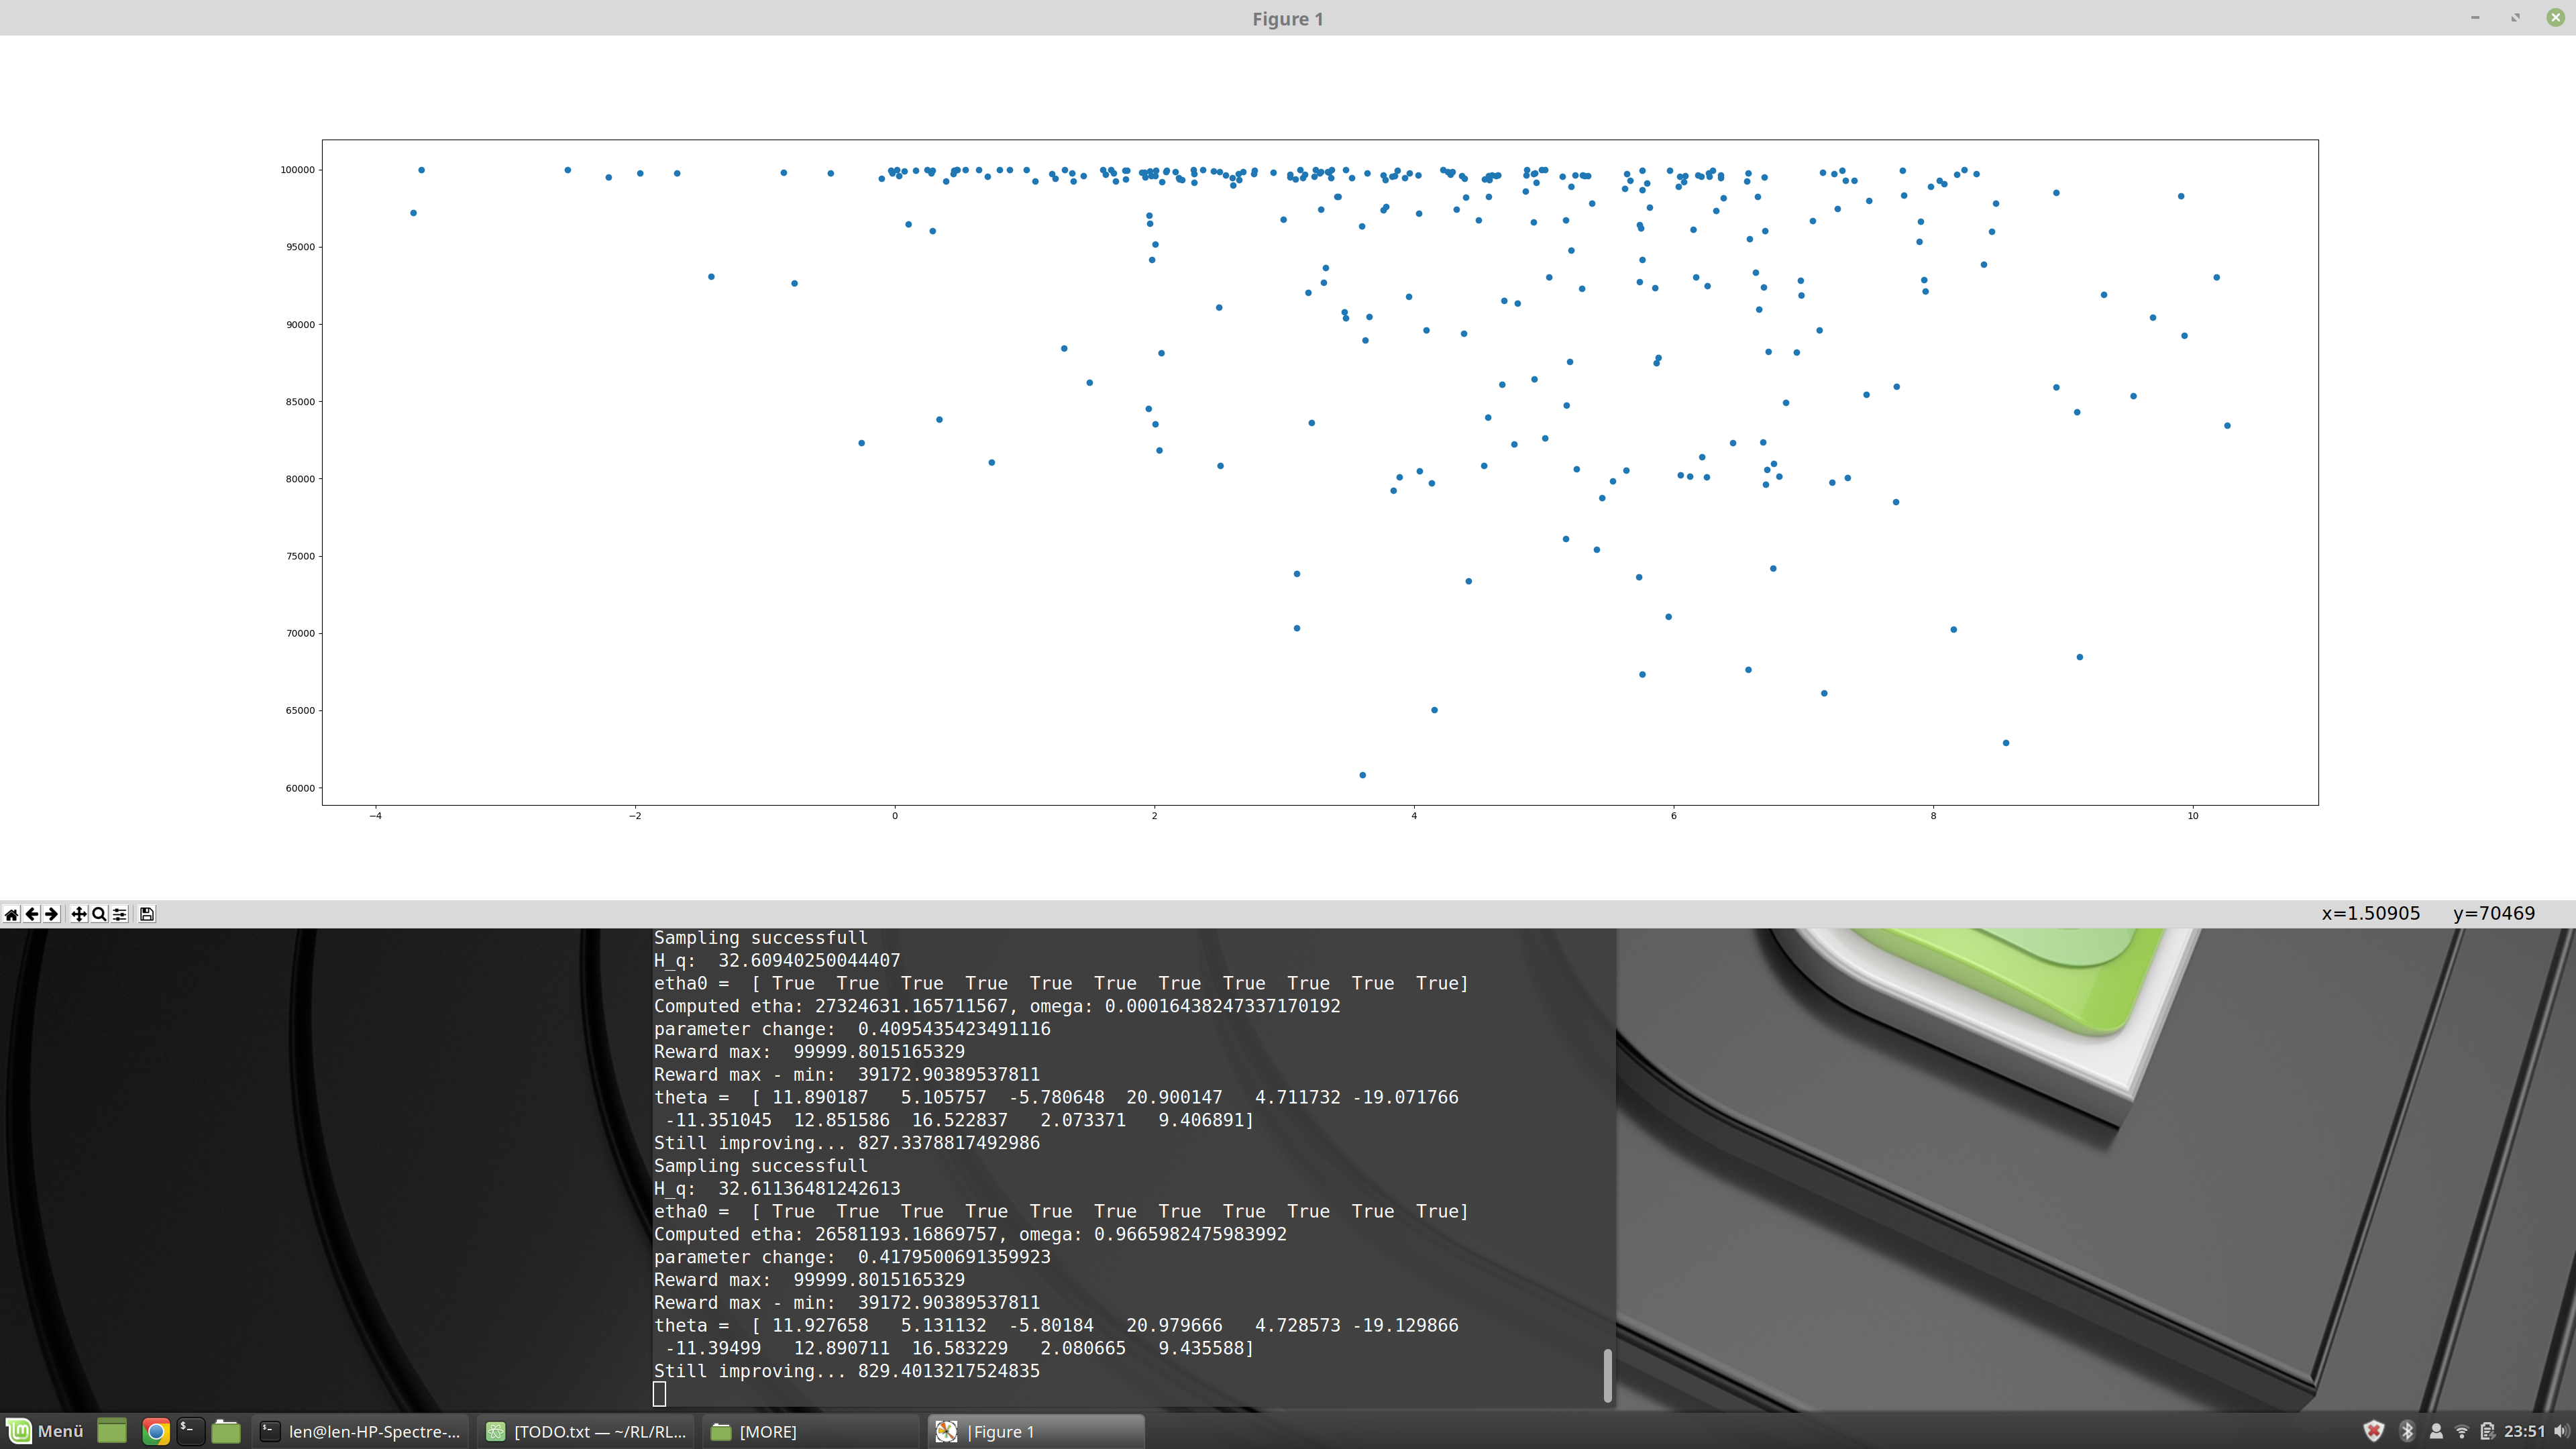 Figure 1
100000
95000
90000
85000
80000
75000
70000
65000
60000
−4 −2 0 2 4 6 8 10
x=1.50905 y=70469
Sampling successfull
H_q:  32.60940250044407
etha0 =  [ True  True  True  True  True  True  True  True  True  True  True]
Computed etha: 27324631.165711567, omega: 0.00016438247337170192
parameter change:  0.4095435423491116
Reward max:  99999.8015165329
Reward max - min:  39172.90389537811
theta =  [ 11.890187   5.105757  -5.780648  20.900147   4.711732 -19.071766
 -11.351045  12.851586  16.522837   2.073371   9.406891]
Still improving... 827.3378817492986
Sampling successfull
H_q:  32.61136481242613
etha0 =  [ True  True  True  True  True  True  True  True  True  True  True]
Computed etha: 26581193.16869757, omega: 0.9665982475983992
parameter change:  0.4179500691359923
Reward max:  99999.8015165329
Reward max - min:  39172.90389537811
theta =  [ 11.927658   5.131132  -5.80184   20.979666   4.728573 -19.129866
 -11.39499   12.890711  16.583229   2.080665   9.435588]
Still improving... 829.4013217524835
Menü $_ len@len-HP-Spectre-... [TODO.txt — ~/RL/RL... [MORE] |Figure 1 23:51